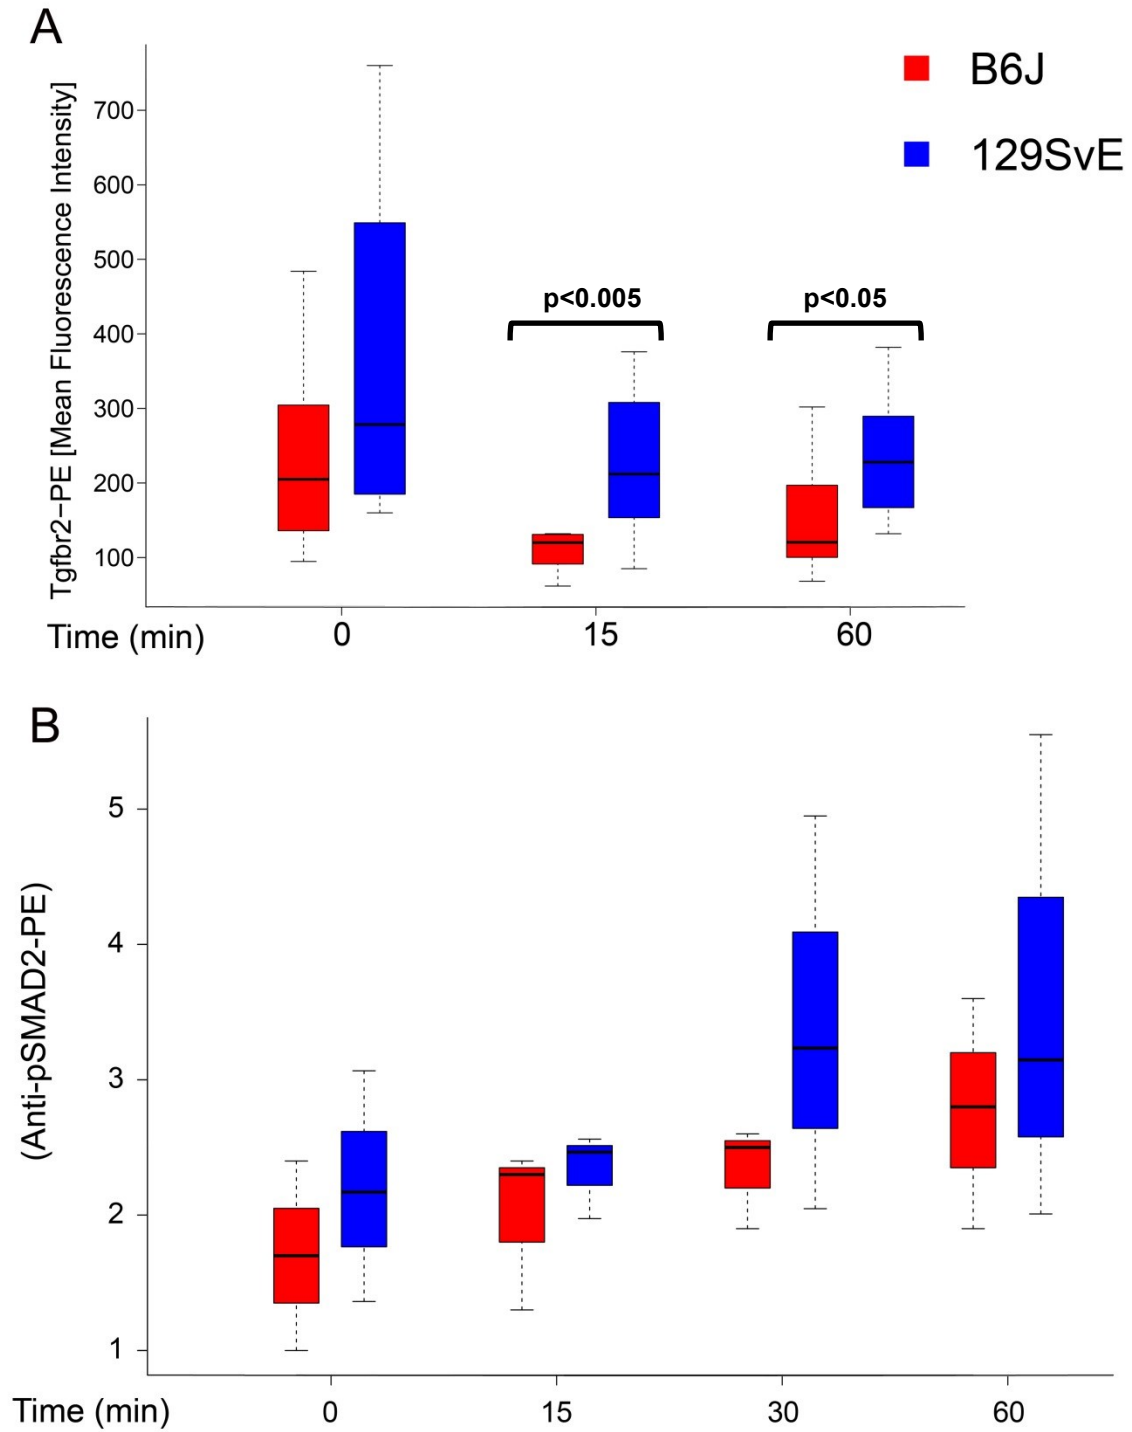 A
B6J
129SvE
Tgfbr2−PE [Mean Fluorescence Intensity]
700
600
500
400
300
200
100
p<0.005
p<0.05
Time (min)
0
15
60
B
(Anti-pSMAD2-PE)
5
4
3
2
1
Time (min)
0
15
30
60